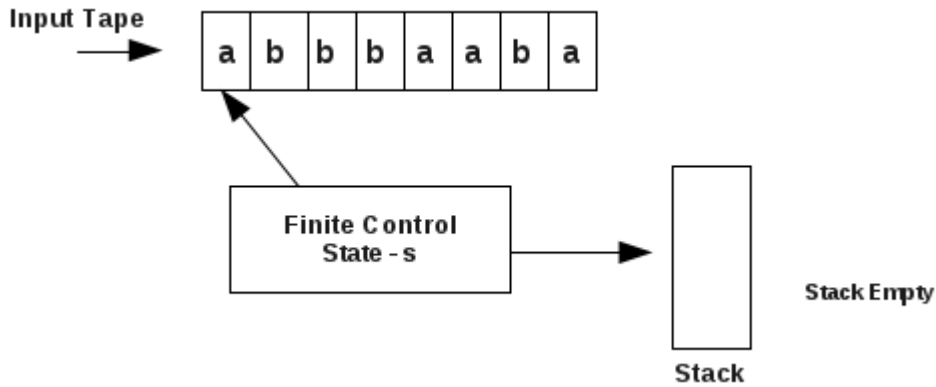 Input Tape
a b b b a a b a
Finite Control
State - s
Stack Empty
Stack